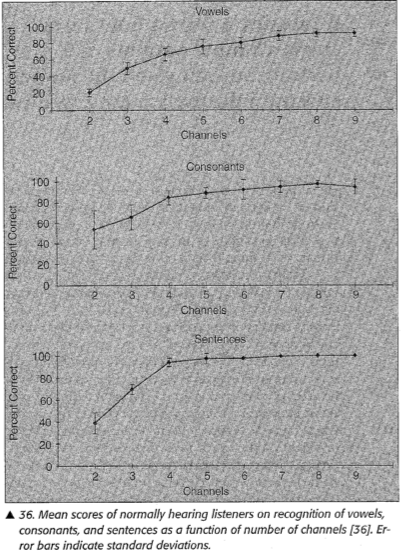 Vowels
Percent Correct
100
80
60
40
20
0
2 3 4 5 6 7 8 9
Channels
Consonants
Percent Correct
100
80
60
40
20
0
2 3 4 5 6 7 8 9
Channels
Sentences
Percent Correct
100
80
60
40
20
0
2 3 4 5 6 7 8 9
Channels
▲ 36. Mean scores of normally hearing listeners on recognition of vowels,
consonants, and sentences as a function of number of channels [36]. Er-
ror bars indicate standard deviations.